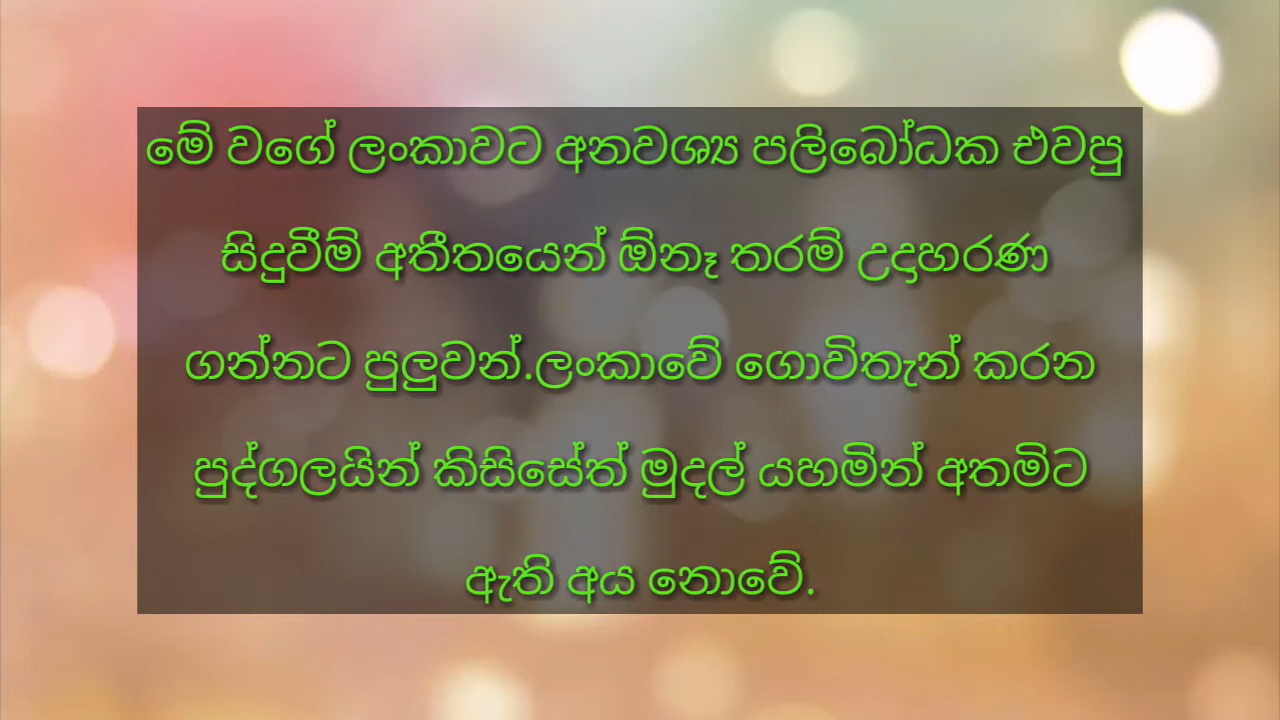 මේ වගේ ලංකාවට අනවශ්‍ය පලිබෝධක එවපු
සිදුවීම් අතීතයෙන් ඕනෑ තරම් උදාහරණ
ගන්නට පුලුවන්.ලංකාවේ ගොවිතැන් කරන
පුද්ගලයින් කිසිසේත් මුදල් යහමින් අතමිට
ඇති අය නොවේ.